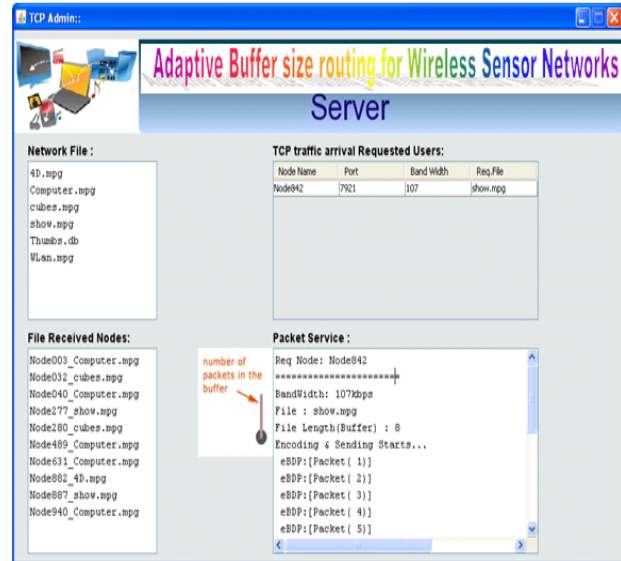 TCP Admin::
Adaptive Buffer size routing for Wireless Sensor Networks
Server
Network File :
4D.mpg
Computer.mpg
cubes.mpg
show.mpg
Thumbs.db
WLan.mpg
TCP traffic arrival Requested Users:
Node Name Port Band Width Req.File
Node842 7921 107 show.mpg
File Received Nodes:
Node003_Computer.mpg
Node032_cubes.mpg
Node040_Computer.mpg
Node277_show.mpg
Node280_cubes.mpg
Node489_Computer.mpg
Node631_Computer.mpg
Node882_4D.mpg
Node887_show.mpg
Node940_Computer.mpg
number of
packets in the
buffer
Packet Service :
Req Node: Node842
=======================
BandWidth: 107kbps
File : show.mpg
File Length(Buffer) : 8
Encoding & Sending Starts...
eBDP:[Packet( 1)]
eBDP:[Packet( 2)]
eBDP:[Packet( 3)]
eBDP:[Packet( 4)]
eBDP:[Packet( 5)]